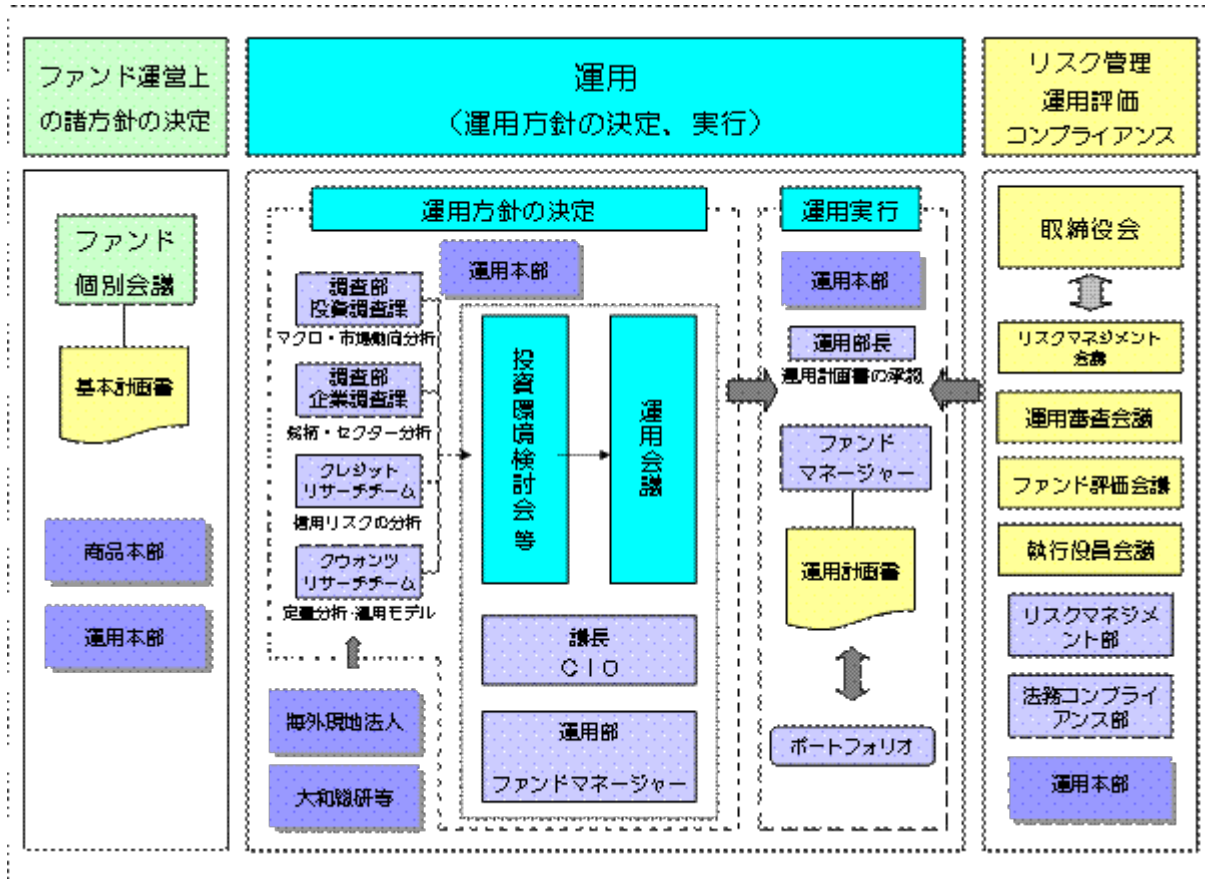 ファンド運営上
の諸方針の決定
ファンド
個別会議
基本計画書
商品本部
運用本部
運用
（運用方針の決定、実行）
運用方針の決定
運用本部
調査部
投資調査課
マクロ・市場動向分析
調査部
企業調査課
銘柄・セクター分析
クレジット
リサーチチーム
信用リスクの分析
クウォンツ
リサーチチーム
定量分析・運用モデル
海外現地法人
大和総研等
投資環境検討会等
運用会議
議長
CIO
運用部
ファンドマネージャー
運用実行
運用本部
運用部長
運用計画書の承認
ファンド
マネージャー
運用計画書
ポートフォリオ
リスク管理
運用評価
コンプライアンス
取締役会
リスクマネジメント
会議
運用審査会議
ファンド評価会議
執行役員会議
リスクマネジメ
ント部
法務コンプライ
アンス部
運用本部